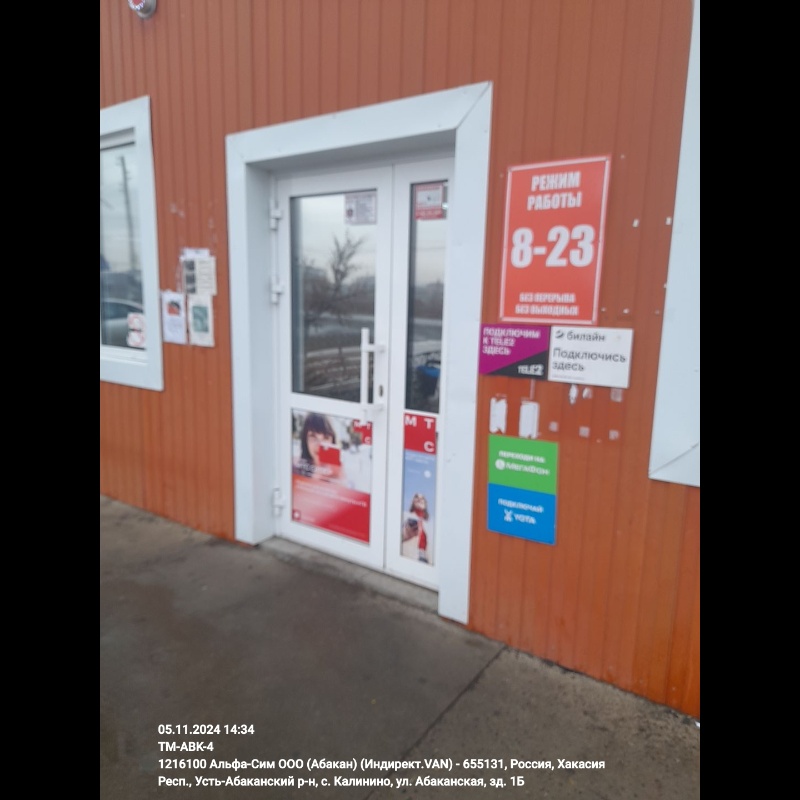 РЕЖИМ
РАБОТЫ
8-23
БЕЗ ПЕРЕРЫВА
БЕЗ ВЫХОДНЫХ
ПОДКЛЮЧИМ
К TELE2
ЗДЕСЬ
TELE2
билайн
Подключись
здесь
М Т
С
ПЕРЕХОДИ НА
МЕГАФОН
ПОДКЛЮЧАЙ
YOTA
05.11.2024 14:34
TM-ABK-4
1216100 Альфа-Сим ООО (Абакан) (Индирект.VAN) - 655131, Россия, Хакасия
Респ., Усть-Абаканский р-н, с. Калинино, ул. Абаканская, зд. 1Б